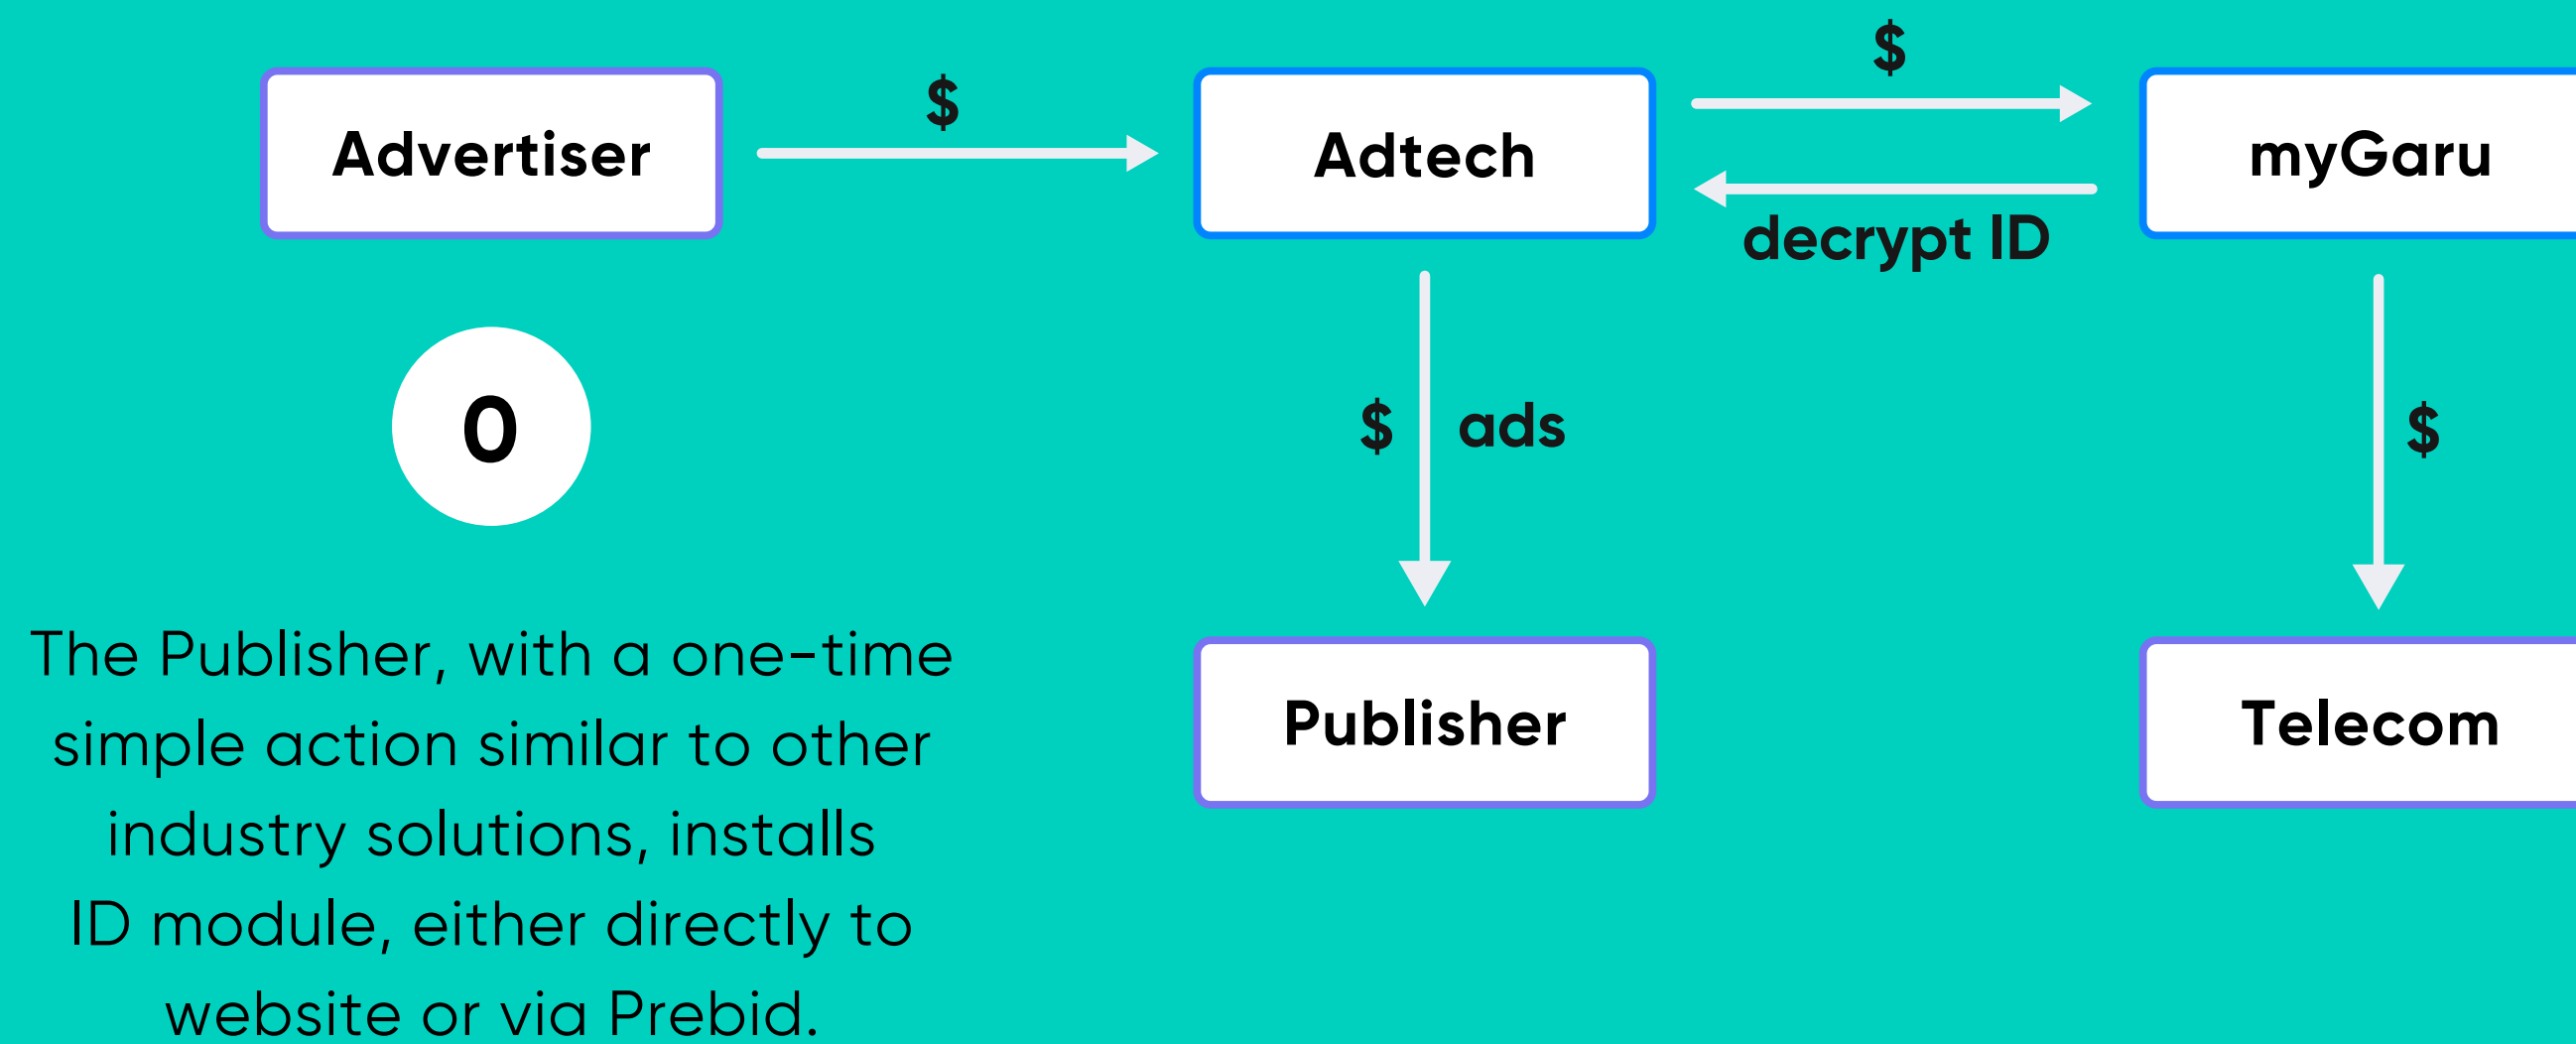 $
Advertiser
$
Adtech
myGaru
decrypt ID
0
$
ads
$
The Publisher, with a one-time
simple action similar to other
industry solutions, installs
ID module, either directly to
website or via Prebid.
Publisher
Telecom